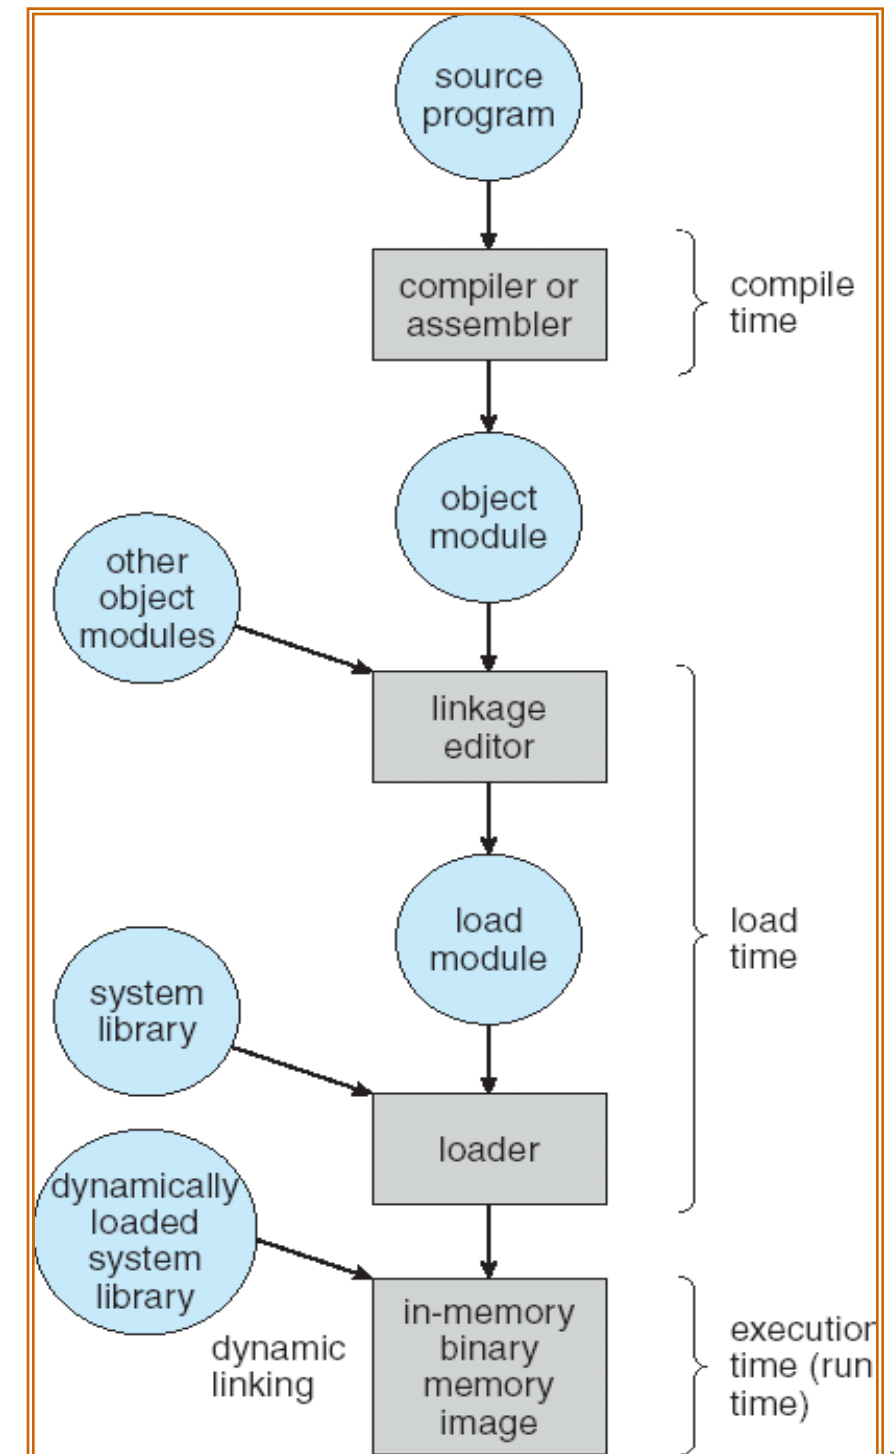 source
program
compiler or
assembler
compile
time
object
module
other
object
modules
linkage
editor
load
module
load
time
system
library
loader
dynamically
loaded
system
library
dynamic
linking
in-memory
binary
memory
image
execution
time (run
time)